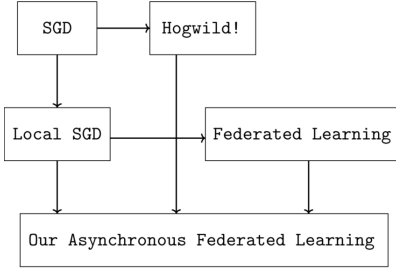 SGD
Hogwild!
Local SGD
Federated Learning
Our Asynchronous Federated Learning